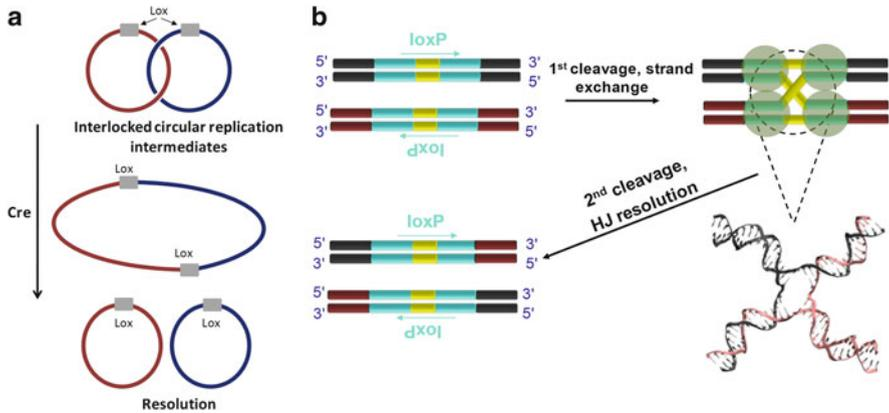 a
Lox
Interlocked circular replication
intermediates
Lox
Cre
Lox
Lox
Lox
Resolution
b
loxP
5' 3'
3' 5'
5' 3'
3' 5'
loxP
1st cleavage, strand
exchange
2nd cleavage,
HJ resolution
loxP
5' 3'
3' 5'
5' 3'
3' 5'
loxP